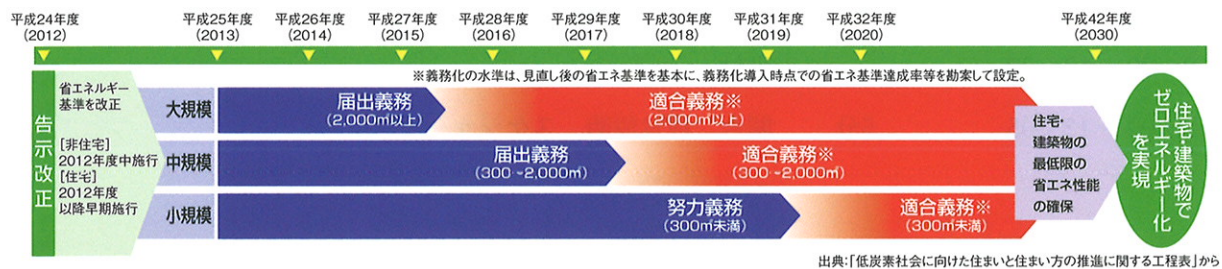 平成24年度 平成25年度 平成26年度 平成27年度 平成28年度 平成29年度 平成30年度 平成31年度 平成32年度 平成42年度
(2012) (2013) (2014) (2015) (2016) (2017) (2018) (2019) (2020) (2030)
※義務化の水準は、見直し後の省エネ基準を基本に、義務化導入時点での省エネ基準達成率等を勘案して設定。
告示改正
省エネルギー
基準を改正
[非住宅]
2012年度中施行
[住宅]
2012年度
以降早期施行
大規模
届出義務
(2,000㎡以上)
適合義務※
(2,000㎡以上)
中規模
届出義務
(300~2,000㎡)
適合義務※
(300~2,000㎡)
小規模
努力義務
(300㎡未満)
適合義務※
(300㎡未満)
住宅・
建築物の
最低限の
省エネ性能
の確保
住宅・建築物で
ゼロエネルギー化
を実現
出典:「低炭素社会に向けた住まいと住まい方の推進に関する工程表」から